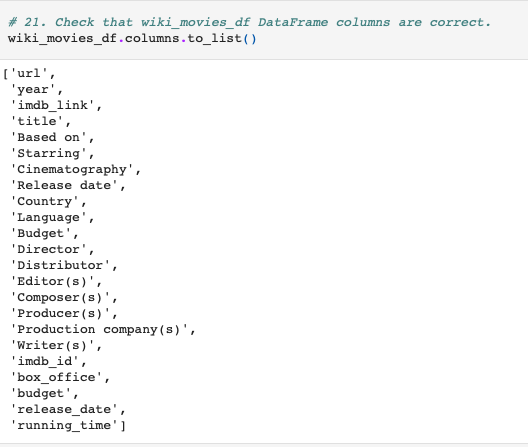 # 21. Check that wiki_movies_df DataFrame columns are correct.
wiki_movies_df.columns.to_list()
['url',
'year',
'imdb_link',
'title',
'Based on',
'Starring',
'Cinematography',
'Release date',
'Country',
'Language',
'Budget',
'Director',
'Distributor',
'Editor(s)',
'Composer(s)',
'Producer(s)',
'Production company(s)',
'Writer(s)',
'imdb_id',
'box_office',
'budget',
'release_date',
'running_time']